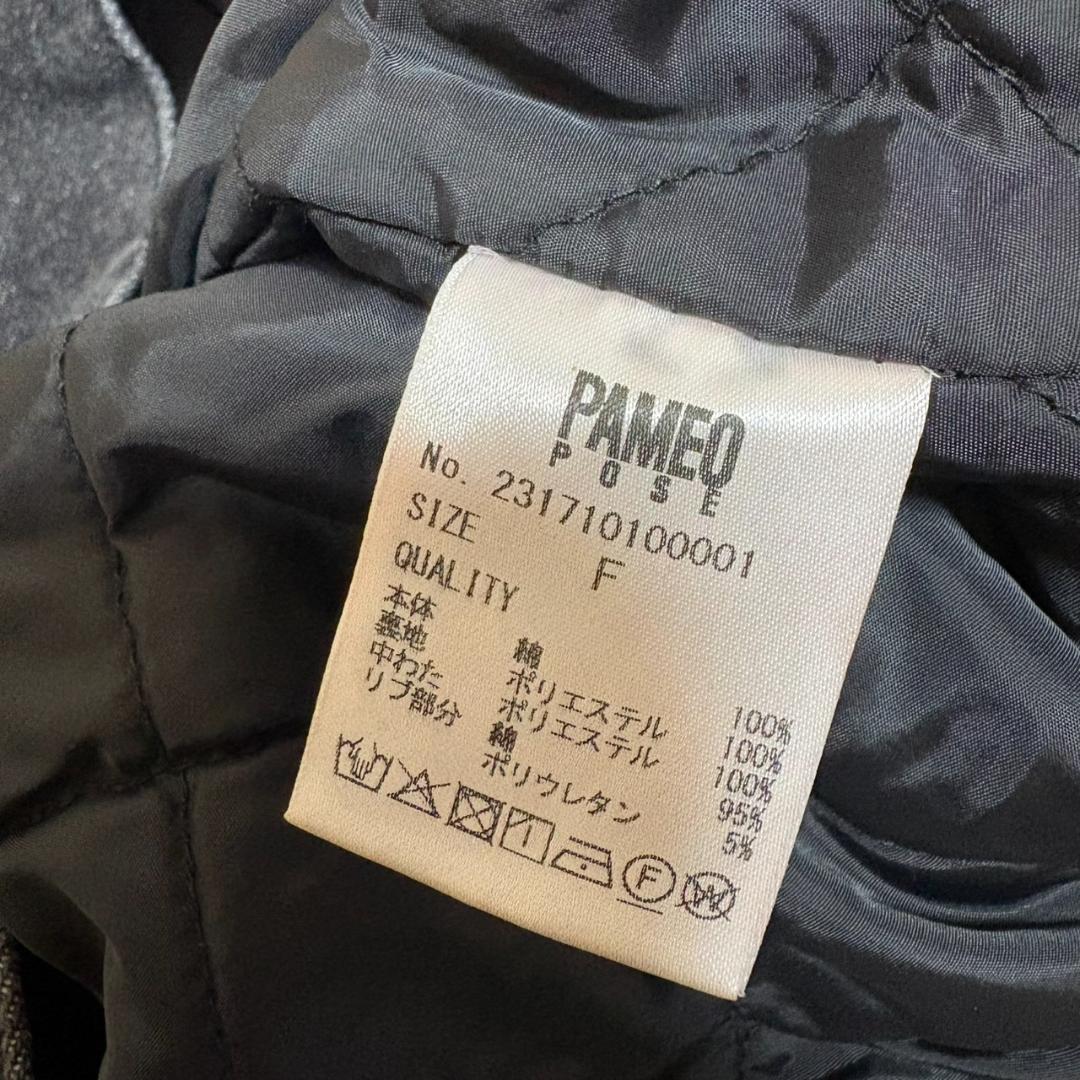 PAMEO
POSE
No. 231710100001
SIZE F
QUALITY
本体 綿 100%
裏地 ポリエステル 100%
中わた ポリエステル 100%
リブ部分 綿 95%
ポリウレタン 5%
F W